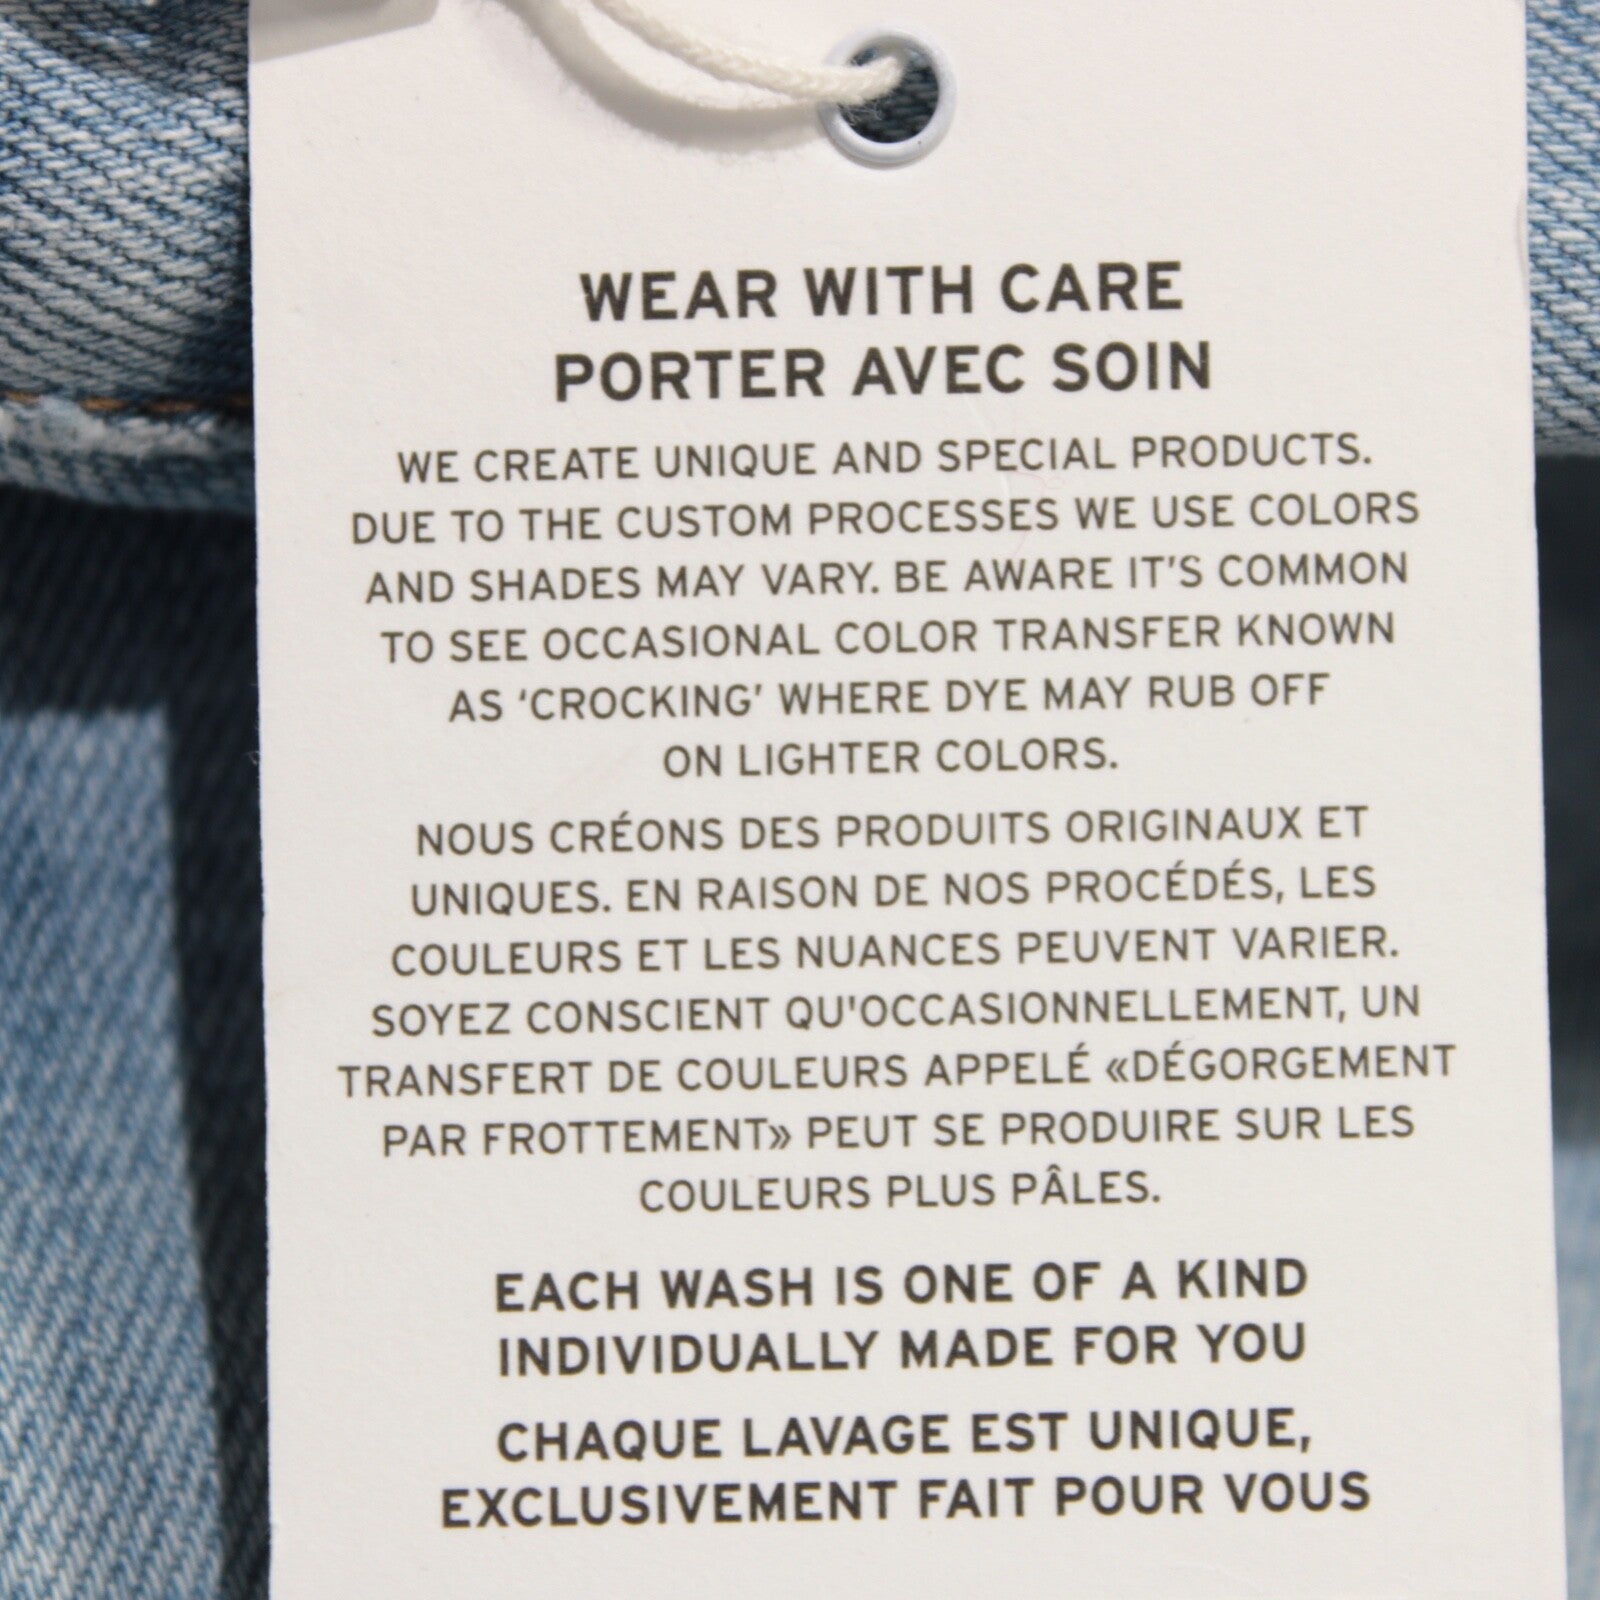 WEAR WITH CARE
PORTER AVEC SOIN
WE CREATE UNIQUE AND SPECIAL PRODUCTS.
DUE TO THE CUSTOM PROCESSES WE USE COLORS
AND SHADES MAY VARY. BE AWARE IT'S COMMON
TO SEE OCCASIONAL COLOR TRANSFER KNOWN
AS ‘CROCKING’ WHERE DYE MAY RUB OFF
ON LIGHTER COLORS.
NOUS CRÉONS DES PRODUITS ORIGINAUX ET
UNIQUES. EN RAISON DE NOS PROCÉDÉS, LES
COULEURS ET LES NUANCES PEUVENT VARIER.
SOYEZ CONSCIENT QU'OCCASIONNELLEMENT, UN
TRANSFERT DE COULEURS APPELÉ «DÉGORGEMENT
PAR FROTTEMENT» PEUT SE PRODUIRE SUR LES
COULEURS PLUS PÂLES.
EACH WASH IS ONE OF A KIND
INDIVIDUALLY MADE FOR YOU
CHAQUE LAVAGE EST UNIQUE,
EXCLUSIVEMENT FAIT POUR VOUS